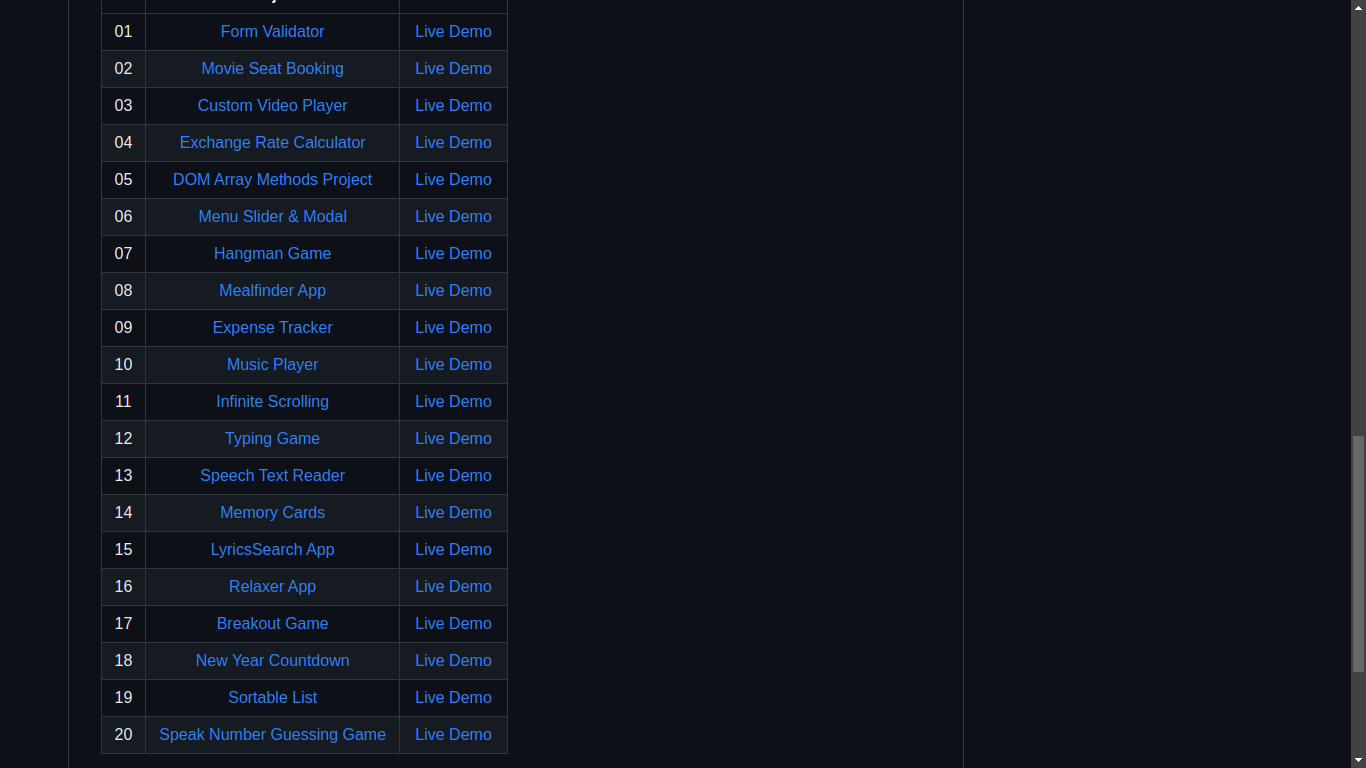 01 Form Validator Live Demo
02 Movie Seat Booking Live Demo
03 Custom Video Player Live Demo
04 Exchange Rate Calculator Live Demo
05 DOM Array Methods Project Live Demo
06 Menu Slider & Modal Live Demo
07 Hangman Game Live Demo
08 Mealfinder App Live Demo
09 Expense Tracker Live Demo
10 Music Player Live Demo
11 Infinite Scrolling Live Demo
12 Typing Game Live Demo
13 Speech Text Reader Live Demo
14 Memory Cards Live Demo
15 LyricsSearch App Live Demo
16 Relaxer App Live Demo
17 Breakout Game Live Demo
18 New Year Countdown Live Demo
19 Sortable List Live Demo
20 Speak Number Guessing Game Live Demo